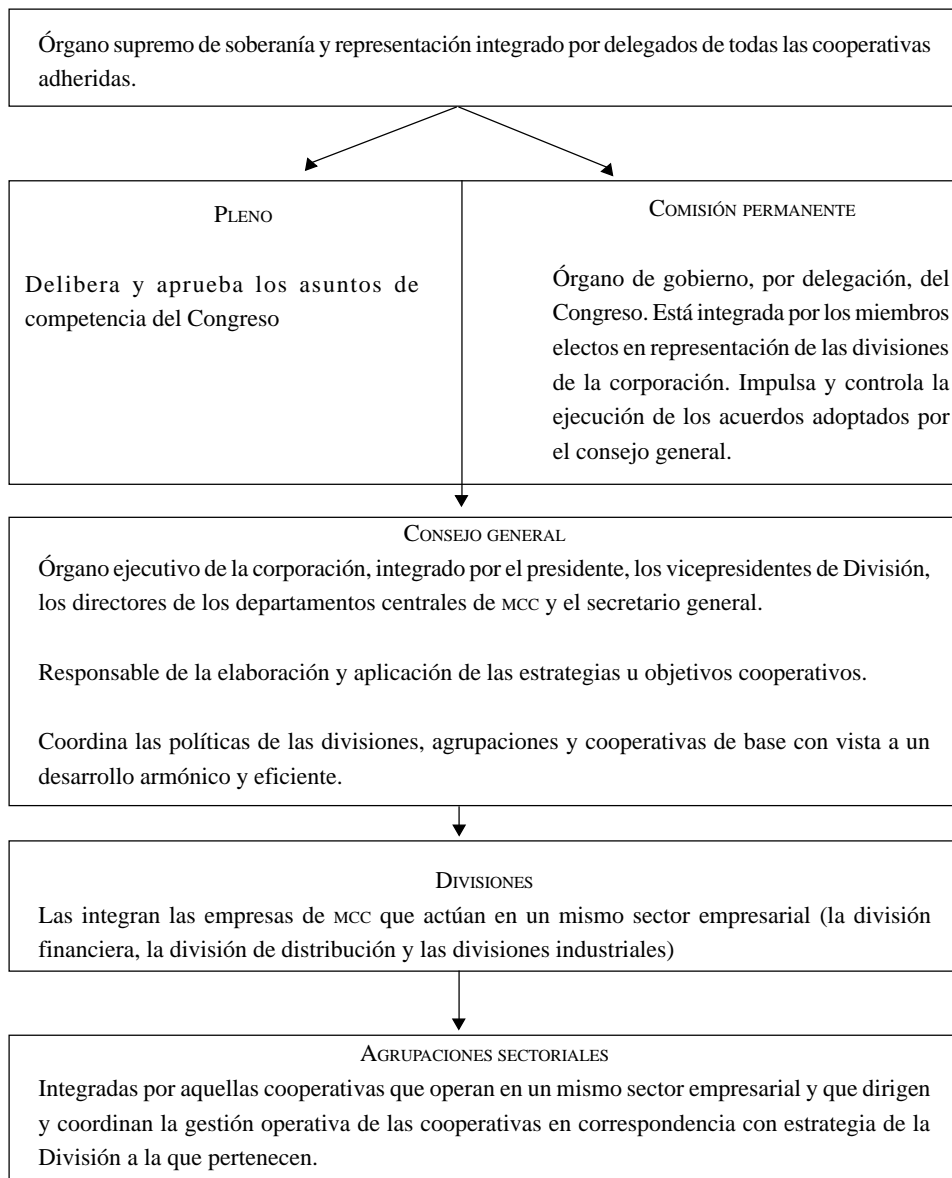 Órgano supremo de soberanía y representación integrado por delegados de todas las cooperativas
adheridas.
PLENO
Delibera y aprueba los asuntos de
competencia del Congreso
COMISIÓN PERMANENTE
Órgano de gobierno, por delegación, del
Congreso. Está integrada por los miembros
electos en representación de las divisiones
de la corporación. Impulsa y controla la
ejecución de los acuerdos adoptados por
el consejo general.
CONSEJO GENERAL
Órgano ejecutivo de la corporación, integrado por el presidente, los vicepresidentes de División,
los directores de los departamentos centrales de MCC y el secretario general.
Responsable de la elaboración y aplicación de las estrategias u objetivos cooperativos.
Coordina las políticas de las divisiones, agrupaciones y cooperativas de base con vista a un
desarrollo armónico y eficiente.
DIVISIONES
Las integran las empresas de MCC que actúan en un mismo sector empresarial (la división
financiera, la división de distribución y las divisiones industriales)
AGRUPACIONES SECTORIALES
Integradas por aquellas cooperativas que operan en un mismo sector empresarial y que dirigen
y coordinan la gestión operativa de las cooperativas en correspondencia con estrategia de la
División a la que pertenecen.